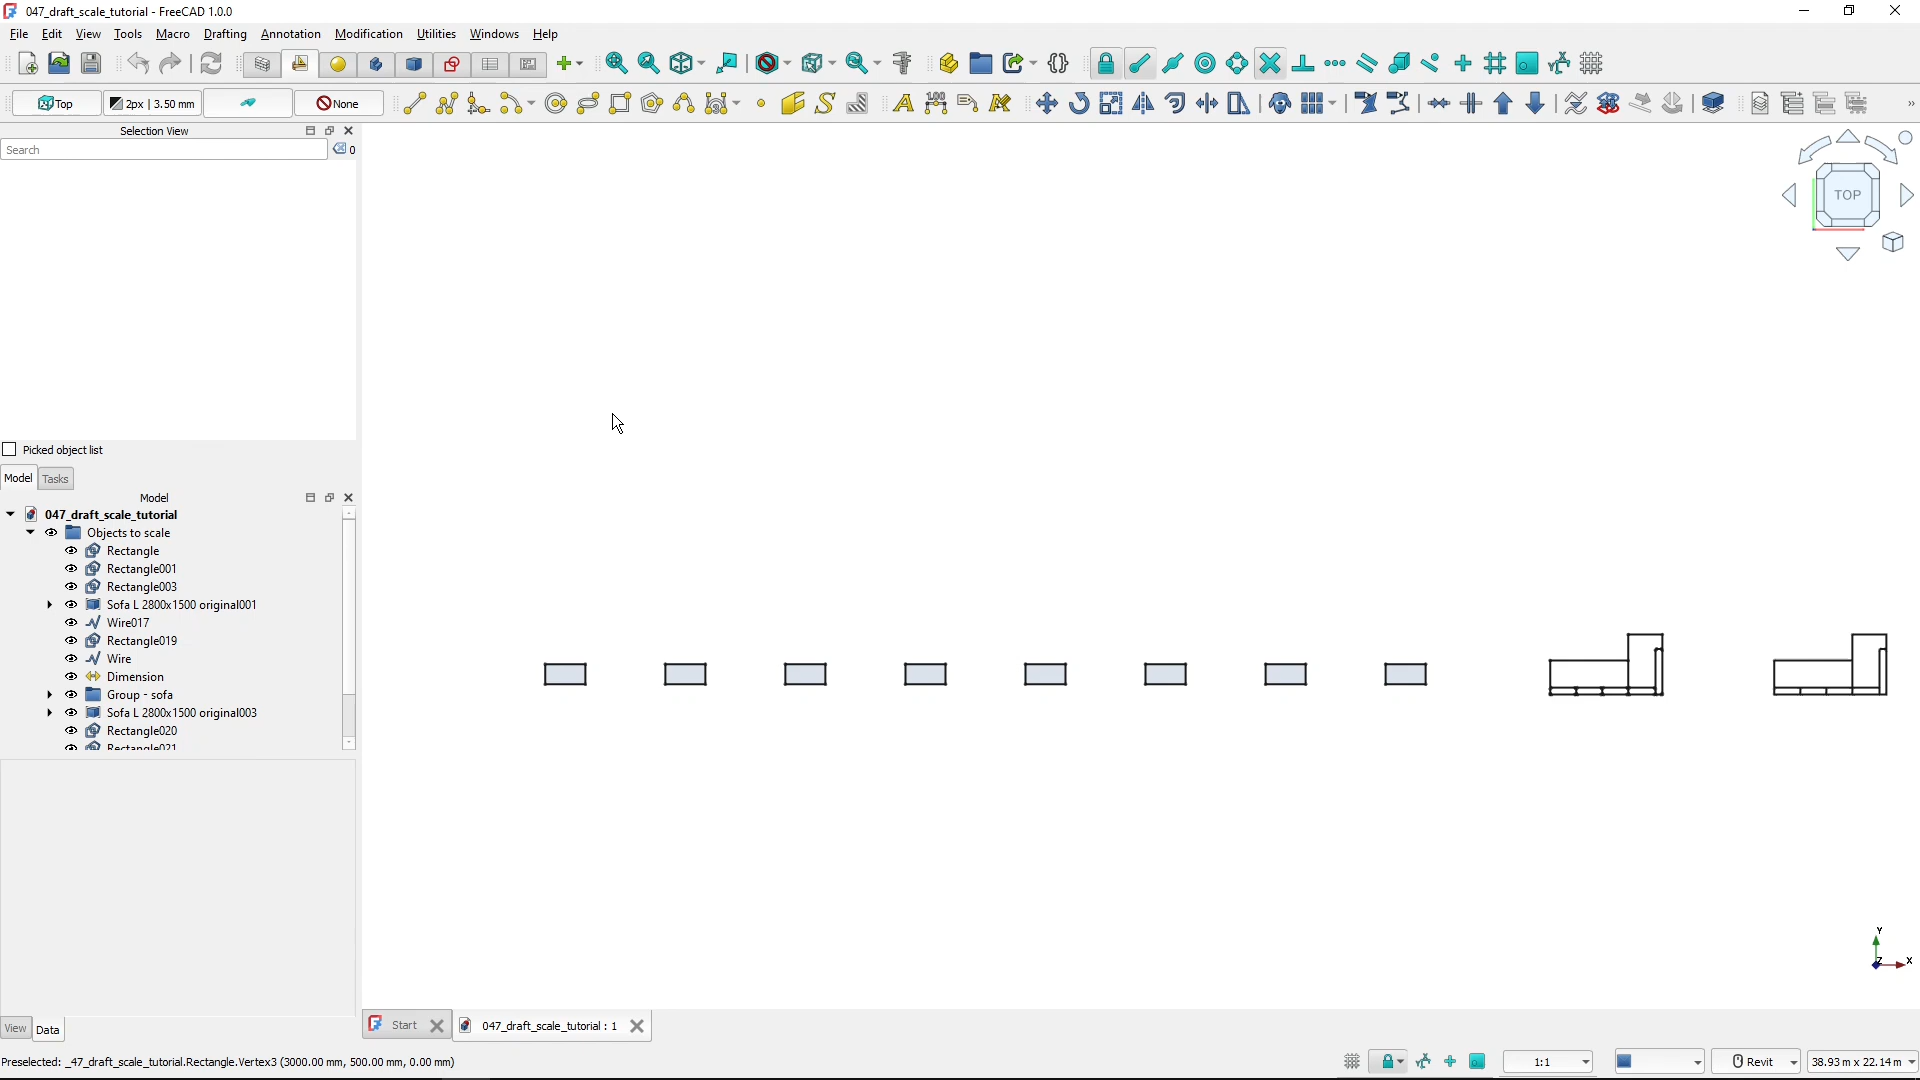 047_draft_scale_tutorial - FreeCAD 1.0.0
File Edit View Tools Macro Drafting Annotation Modification Utilities Windows Help
Top 2px | 3.50 mm None
Selection View
Search 0
TOP
Picked object list
Model Tasks
Model
047_draft_scale_tutorial
Objects to scale
Rectangle
Rectangle001
Rectangle003
Sofa L 2800x1500 original001
Wire017
Rectangle019
Wire
Dimension
Group - sofa
Sofa L 2800x1500 original003
Rectangle020
Rectangle021
Y
Z X
View Data
Start 047_draft_scale_tutorial : 1
Preselected: _47_draft_scale_tutorial.Rectangle.Vertex3 (3000.00 mm, 500.00 mm, 0.00 mm)
1:1 Revit 38.93 m x 22.14 m